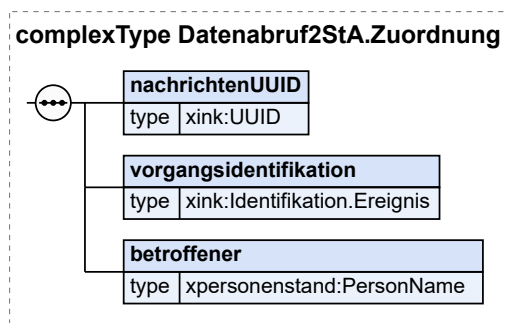 complexType Datenabruf2StA.Zuordnung
nachrichtenUUID
type xink:UUID
vorgangsidentifikation
type xink:Identifikation.Ereignis
betroffener
type xpersonenstand:PersonName